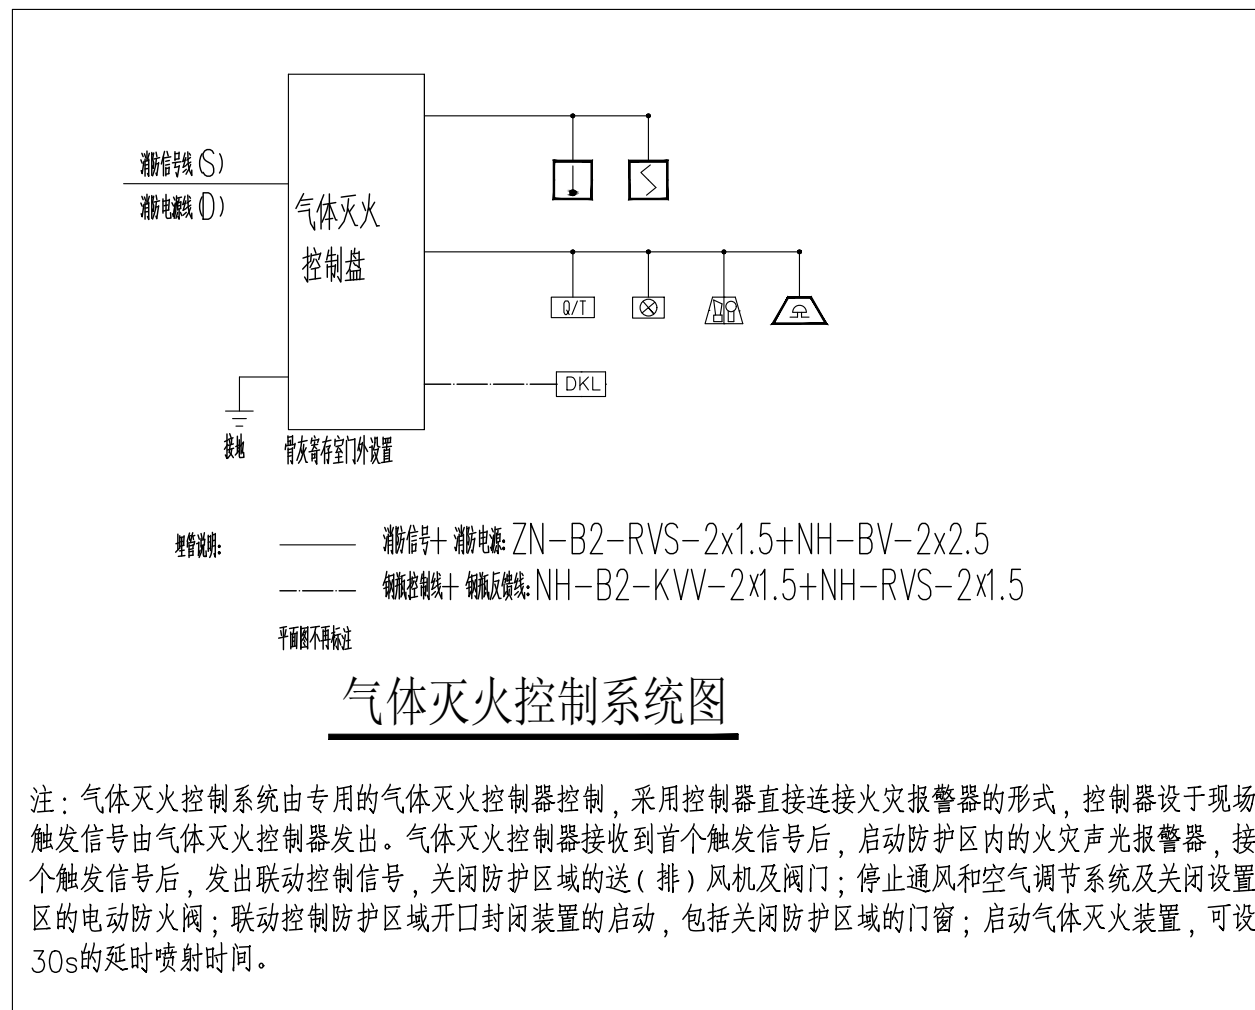 消防信号线(S)
消防电源线(D)
气体灭火
控制盘
Q/T
DKL
接地
骨灰寄存室门外设置
埋管说明:
消防信号+消防电源:ZN-B2-RVS-2x1.5+NH-BV-2x2.5
钢瓶控制线+钢瓶反馈线:NH-B2-KVV-2x1.5+NH-RVS-2x1.5
平面图不再标注
气体灭火控制系统图
注:气体灭火控制系统由专用的气体灭火控制器控制,采用控制器直接连接火灾报警器的形式,控制器设于现场
触发信号由气体灭火控制器发出。气体灭火控制器接收到首个触发信号后,启动防护区内的火灾声光报警器,接
个触发信号后,发出联动控制信号,关闭防护区域的送(排)风机及阀门;停止通风和空气调节系统及关闭设置
区的电动防火阀;联动控制防护区域开口封闭装置的启动,包括关闭防护区域的门窗;启动气体灭火装置,可设
30s的延时喷射时间。